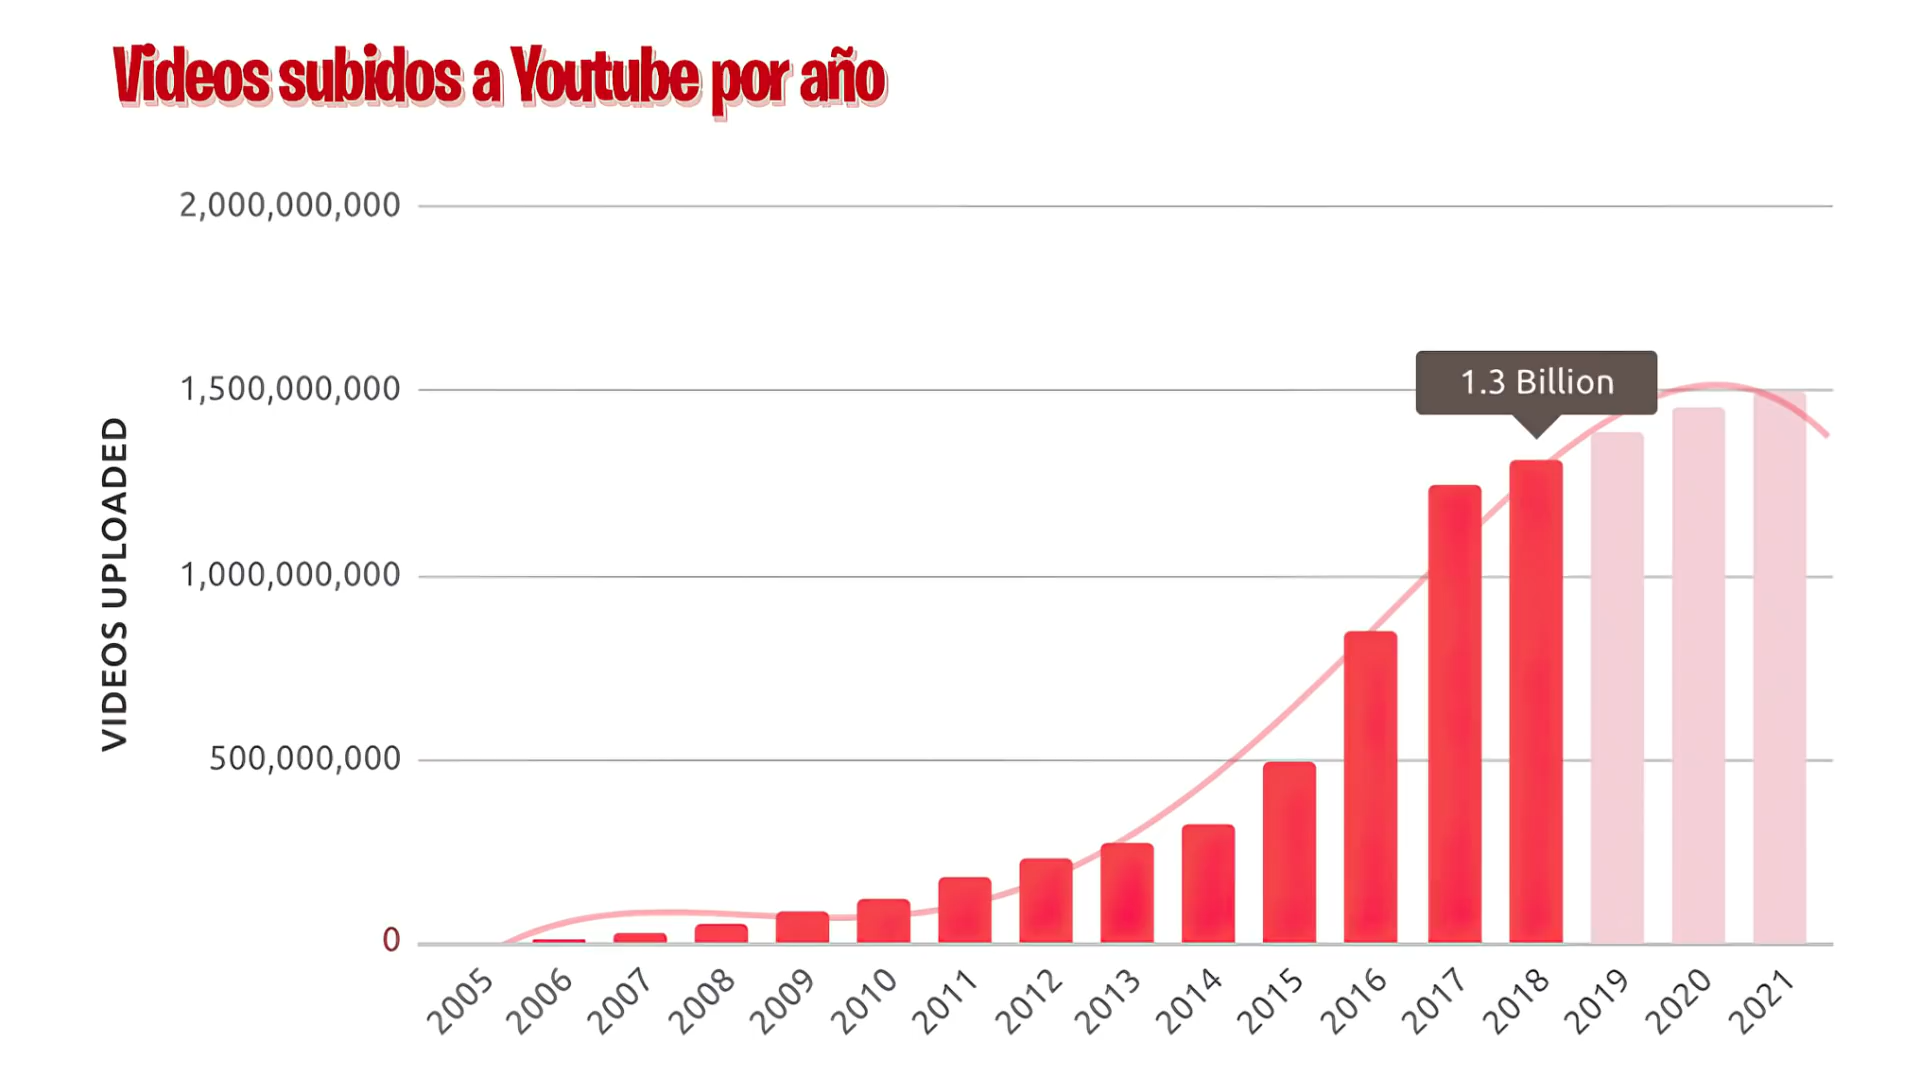 Videos subidos a Youtube por año
2,000,000,000
1,500,000,000
1.3 Billion
1,000,000,000
500,000,000
0
VIDEOS UPLOADED
2005 2006 2007 2008 2009 2010 2011 2012 2013 2014 2015 2016 2017 2018 2019 2020 2021